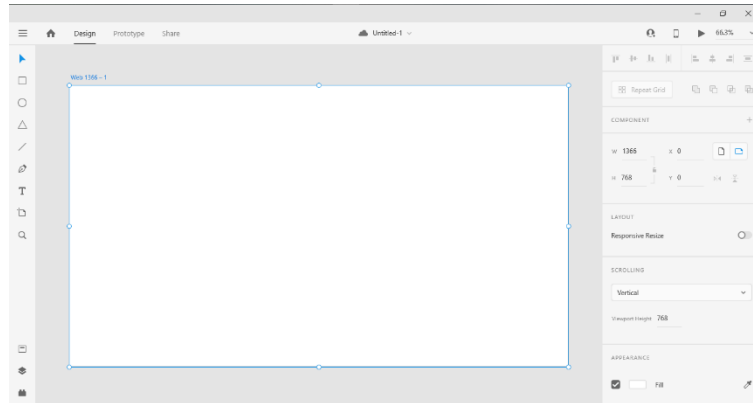 Design Prototype Share Untitled-1 66.3%
Web 1366 – 1
Repeat Grid
COMPONENT
W 1366 X 0
H 768 Y 0
LAYOUT
Responsive Resize
SCROLLING
Vertical
Viewport Height 768
APPEARANCE
Fill
T